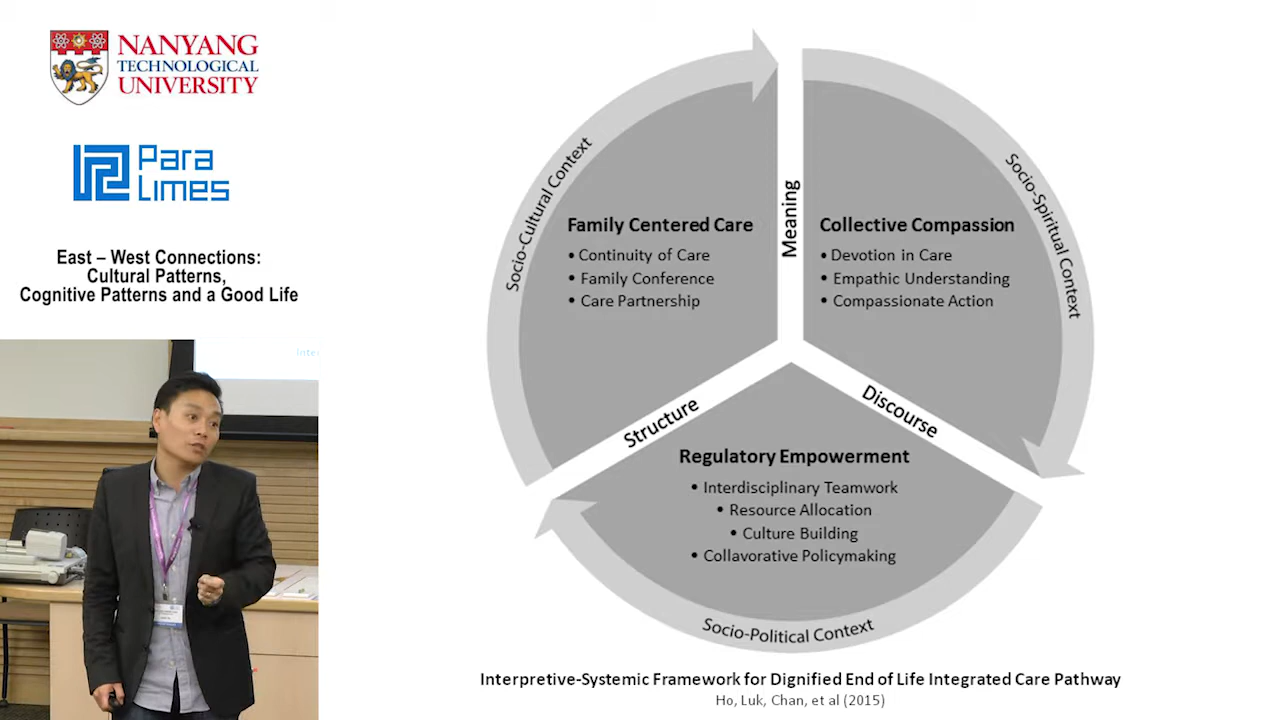 NANYANG
TECHNOLOGICAL
UNIVERSITY
Para
Limes
East – West Connections:
Cultural Patterns,
Cognitive Patterns and a Good Life
Socio-Cultural Context
Family Centered Care
• Continuity of Care
• Family Conference
• Care Partnership
Meaning
Collective Compassion
• Devotion in Care
• Empathic Understanding
• Compassionate Action
Socio-Spiritual Context
Structure
Discourse
Regulatory Empowerment
• Interdisciplinary Teamwork
• Resource Allocation
• Culture Building
• Collavorative Policymaking
Socio-Political Context
Interpretive-Systemic Framework for Dignified End of Life Integrated Care Pathway
Ho, Luk, Chan, et al (2015)